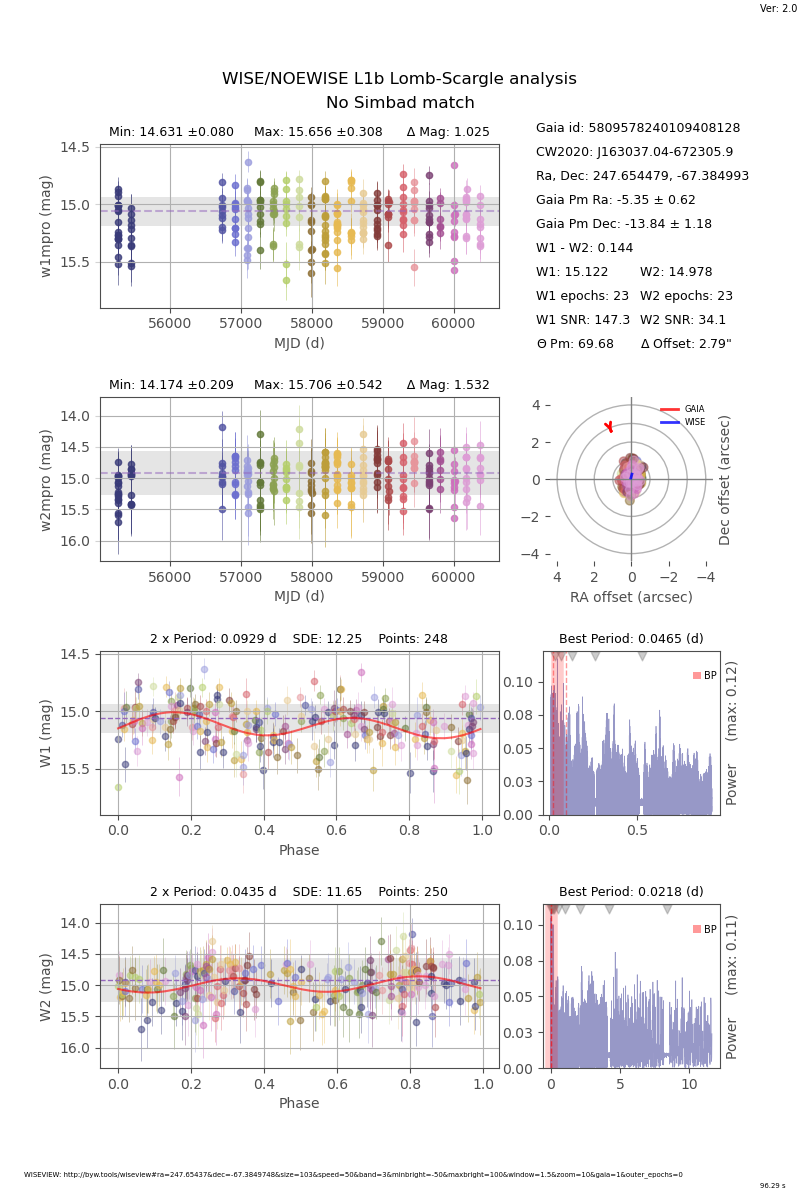 Ver: 2.0
WISE/NOEWISE L1b Lomb-Scargle analysis
No Simbad match
Min: 14.631 ±0.080 Max: 15.656 ±0.308 Δ Mag: 1.025
14.5
15.0
15.5
w1mpro (mag)
56000 57000 58000 59000 60000
MJD (d)
Gaia id: 5809578240109408128
CW2020: J163037.04-672305.9
Ra, Dec: 247.654479, -67.384993
Gaia Pm Ra: -5.35 ± 0.62
Gaia Pm Dec: -13.84 ± 1.18
W1 - W2: 0.144
W1: 15.122 W2: 14.978
W1 epochs: 23 W2 epochs: 23
W1 SNR: 147.3 W2 SNR: 34.1
Θ Pm: 69.68 Δ Offset: 2.79"
Min: 14.174 ±0.209 Max: 15.706 ±0.542 Δ Mag: 1.532
14.0
14.5
15.0
15.5
16.0
w2mpro (mag)
56000 57000 58000 59000 60000
MJD (d)
GAIA
WISE
4
2
0
−2
−4
Dec offset (arcsec)
4 2 0 −2 −4
RA offset (arcsec)
2 x Period: 0.0929 d SDE: 12.25 Points: 248
14.5
15.0
15.5
W1 (mag)
0.0 0.2 0.4 0.6 0.8 1.0
Phase
Best Period: 0.0465 (d)
BP
0.10
0.08
0.05
0.03
0.00
Power (max: 0.12)
0.0 0.5
2 x Period: 0.0435 d SDE: 11.65 Points: 250
14.0
14.5
15.0
15.5
16.0
W2 (mag)
0.0 0.2 0.4 0.6 0.8 1.0
Phase
Best Period: 0.0218 (d)
BP
0.10
0.08
0.05
0.03
0.00
Power (max: 0.11)
0 5 10
WISEVIEW: http://byw.tools/wiseview#ra=247.65437&dec=-67.3849748&size=103&speed=50&band=3&minbright=-50&maxbright=100&window=1.5&zoom=10&gaia=1&outer_epochs=0
96.29 s